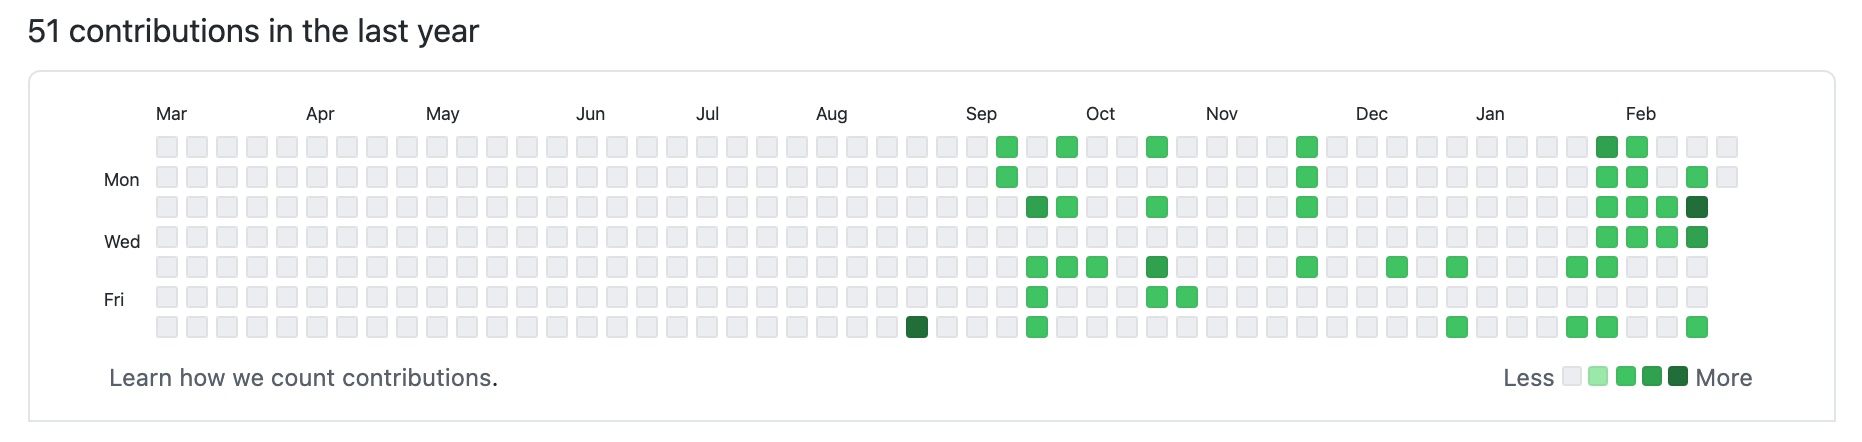 51 contributions in the last year
Mar Apr May Jun Jul Aug Sep Oct Nov Dec Jan Feb
Mon
Wed
Fri
Learn how we count contributions.
Less More